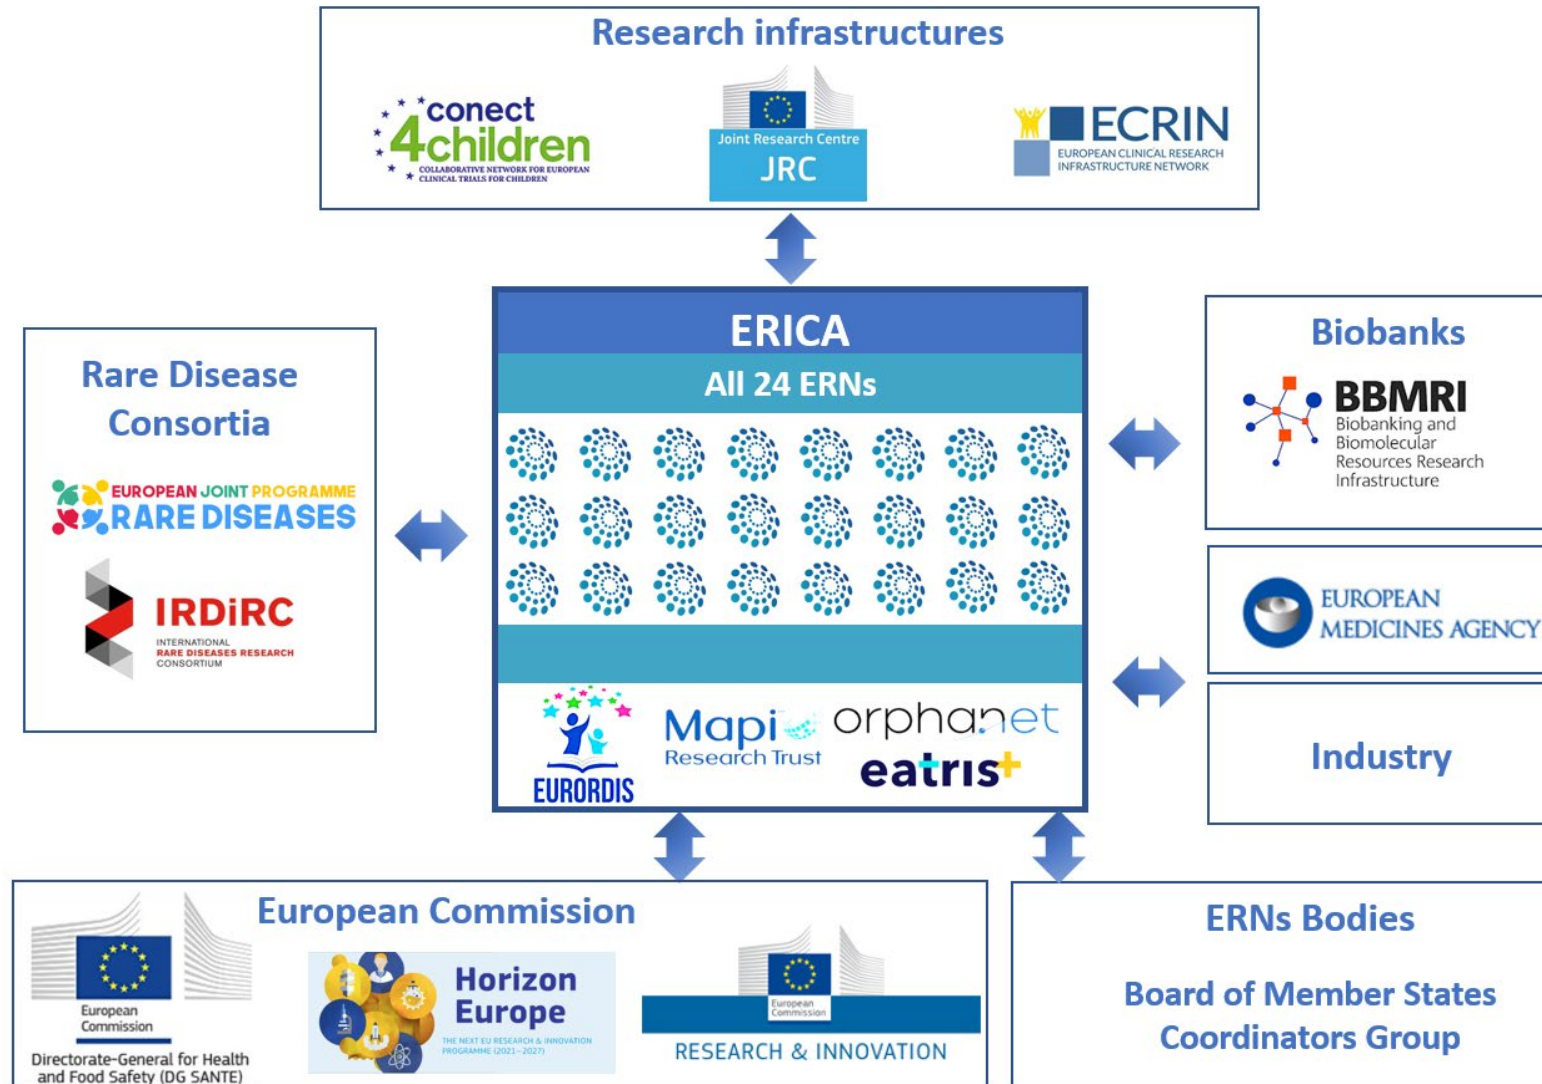 Research infrastructures
conect
4children
COLLABORATIVE NETWORK FOR EUROPEAN
CLINICAL TRIALS FOR CHILDREN
Joint Research Centre
JRC
ECRIN
EUROPEAN CLINICAL RESEARCH
INFRASTRUCTURE NETWORK
Rare Disease
Consortia
EUROPEAN JOINT PROGRAMME
RARE DISEASES
IRDiRC
INTERNATIONAL
RARE DISEASES RESEARCH
CONSORTIUM
ERICA
All 24 ERNs
EURORDIS
Mapi
Research Trust
orphanet
eatris+
Biobanks
BBMRI
Biobanking and
Biomolecular
Resources Research
Infrastructure
EUROPEAN
MEDICINES AGENCY
Industry
European Commission
European
Commission
Directorate-General for Health
and Food Safety (DG SANTE)
Horizon
Europe
THE NEXT EU RESEARCH & INNOVATION
PROGRAMME (2021–2027)
European
Commission
RESEARCH & INNOVATION
ERNs Bodies
Board of Member States
Coordinators Group